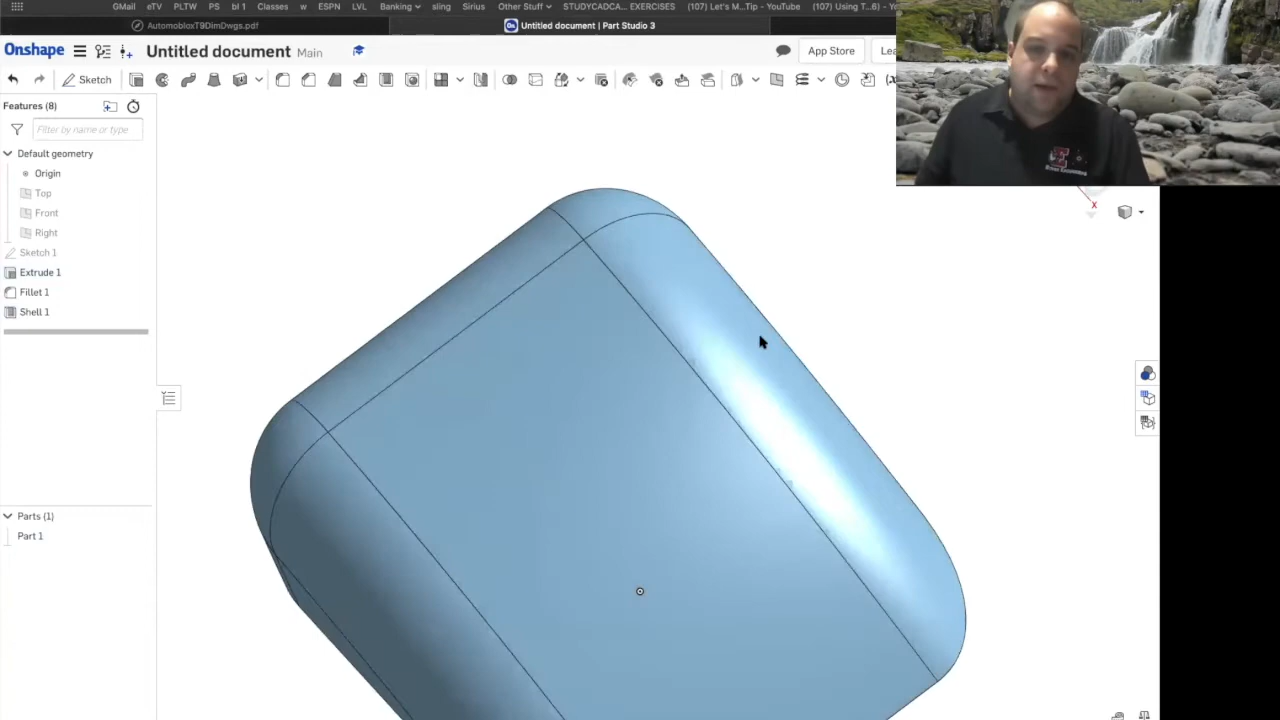 GMail eTV PLTW PS bl 1 Classes w ESPN LVL Banking sling Sirius Other Stuff STUDYCADCA... EXERCISES (107) Let's M...Tip - YouTube (107) Using T...6) - Yo
AutomobloxT9DimDwgs.pdf
Untitled document | Part Studio 3
Onshape
Untitled document Main
App Store
Lea
Sketch
Features (8)
Filter by name or type
Default geometry
Origin
Top
Front
Right
Sketch 1
Extrude 1
Fillet 1
Shell 1
Parts (1)
Part 1
X